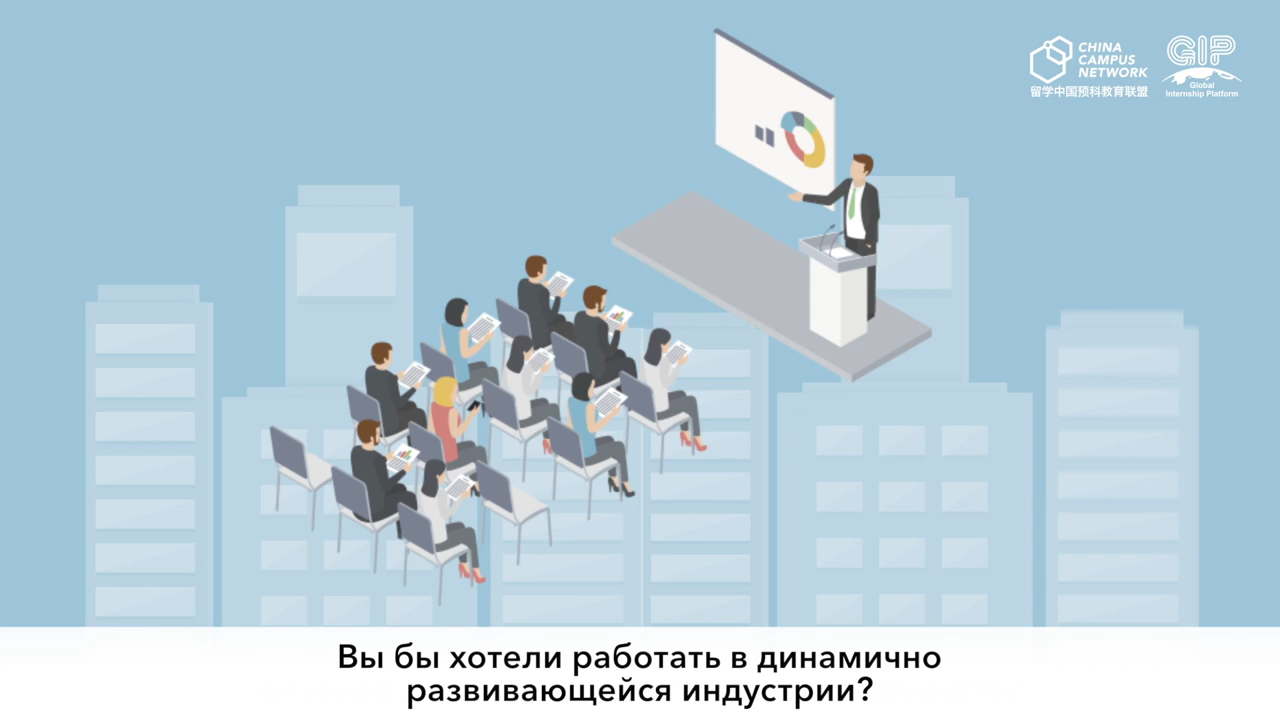 CHINA
CAMPUS
NETWORK
留学中国预科教育联盟
GIP
Global
Internship Platform
Вы бы хотели работать в динамично
развивающейся индустрии?